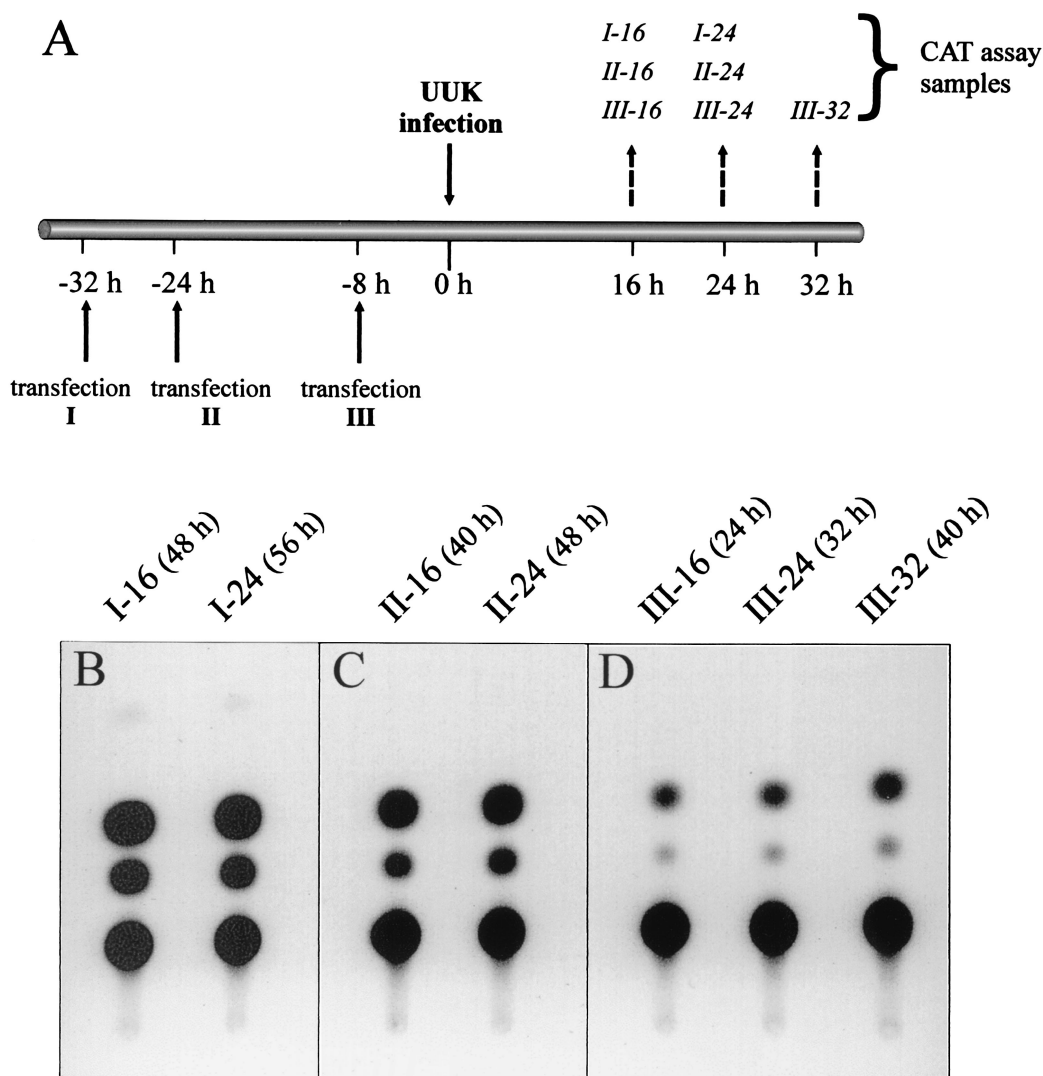 A
I-16 I-24
II-16 II-24
III-16 III-24 III-32
CAT assay
samples
UUK
infection
-32 h -24 h -8 h 0 h 16 h 24 h 32 h
transfection transfection transfection
I II III
I-16 (48 h) I-24 (56 h) II-16 (40 h) II-24 (48 h) III-16 (24 h) III-24 (32 h) III-32 (40 h)
B C D